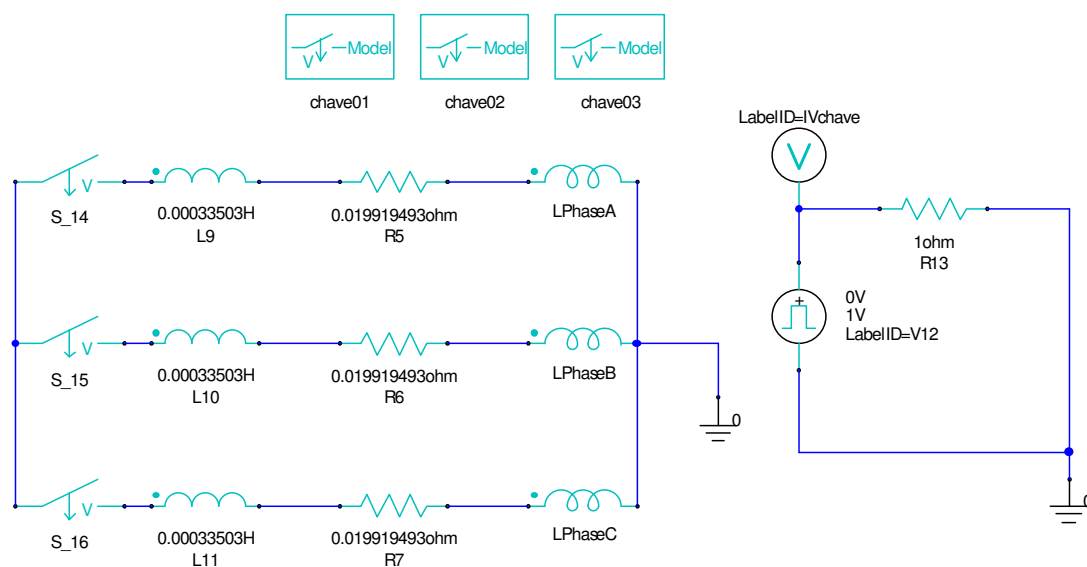 V
Model
V
Model
V
Model
chave01
chave02
chave03
LabelID=IVchave
V
V
S_14
0.00033503H
L9
0.019919493ohm
R5
LPhaseA
1ohm
R13
+
0V
1V
LabelID=V12
V
S_15
0.00033503H
L10
0.019919493ohm
R6
LPhaseB
0
V
S_16
0.00033503H
L11
0.019919493ohm
R7
LPhaseC
0